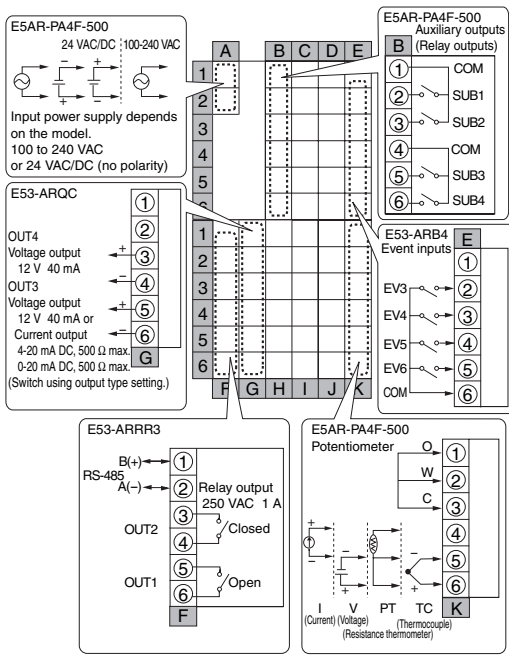 E5AR-PA4F-500
24 VAC/DC 100-240 VAC
+ - +
Input power supply depends
on the model.
100 to 240 VAC
or 24 VAC/DC (no polarity)
A B C D E
1
2
3
4
5
6
1
2
3
4
5
6
F G H I J K
E5AR-PA4F-500
Auxiliary outputs
(Relay outputs)
B
1 COM
2 SUB1
3 SUB2
4 COM
5 SUB3
6 SUB4
E53-ARQC
1
2
OUT4
Voltage output + 3
12 V 40 mA
OUT3 - 4
Voltage output + 5
12 V 40 mA or
Current output - 6
4-20 mA DC, 500 Ω max.
0-20 mA DC, 500 Ω max.
G
(Switch using output type setting.)
E53-ARB4
Event inputs
E
1
EV3 2
EV4 3
EV5 4
EV6 5
COM 6
E53-ARRR3
B(+) 1
RS-485
A(-) 2
Relay output
250 VAC 1 A
OUT2 3 Closed
4
OUT1 5 Open
6
F
E5AR-PA4F-500
Potentiometer
O 1
W 2
C 3
4
5
6
+ - - + - +
I V PT TC K
(Current) (Voltage) (Thermocouple)
(Resistance thermometer)